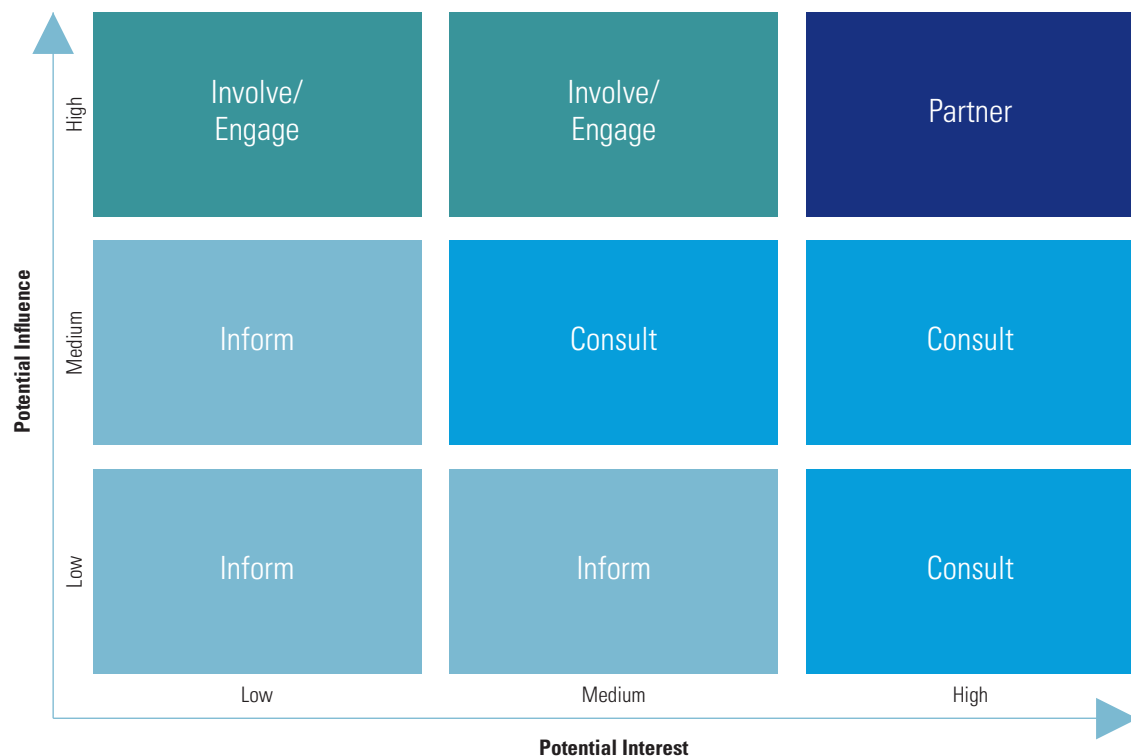 High
Involve/
Engage
Involve/
Engage
Partner
Potential Influence
Medium
Inform
Consult
Consult
Low
Inform
Inform
Consult
Low
Medium
High
Potential Interest